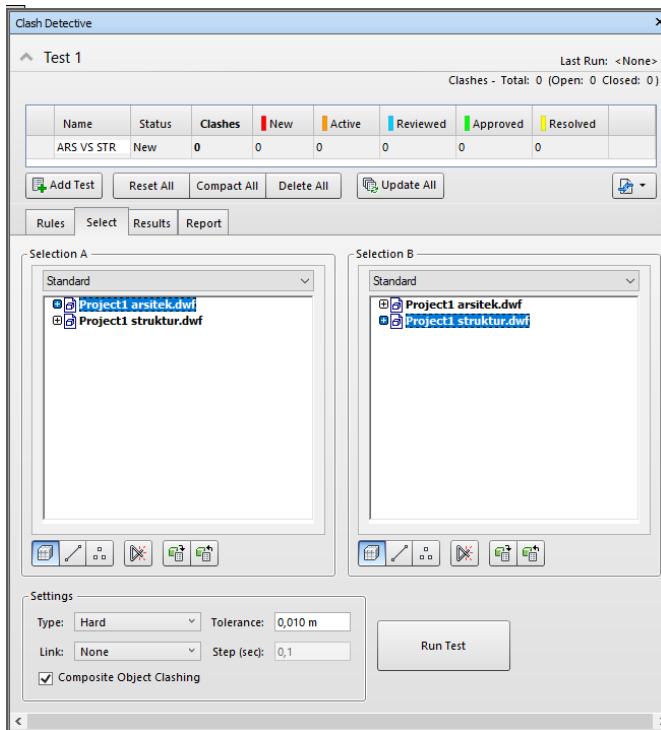 Clash Detective
Test 1
Last Run: <None>
Clashes - Total: 0 (Open: 0 Closed: 0)
Name Status Clashes New Active Reviewed Approved Resolved
ARS VS STR New 0 0 0 0 0 0
Add Test Reset All Compact All Delete All Update All
Rules Select Results Report
Selection A
Standard
Project1 arsitek.dwf
Project1 struktur.dwf
Selection B
Standard
Project1 arsitek.dwf
Project1 struktur.dwf
Settings
Type: Hard Tolerance: 0,010 m
Link: None Step (sec): 0,1
Composite Object Clashing
Run Test